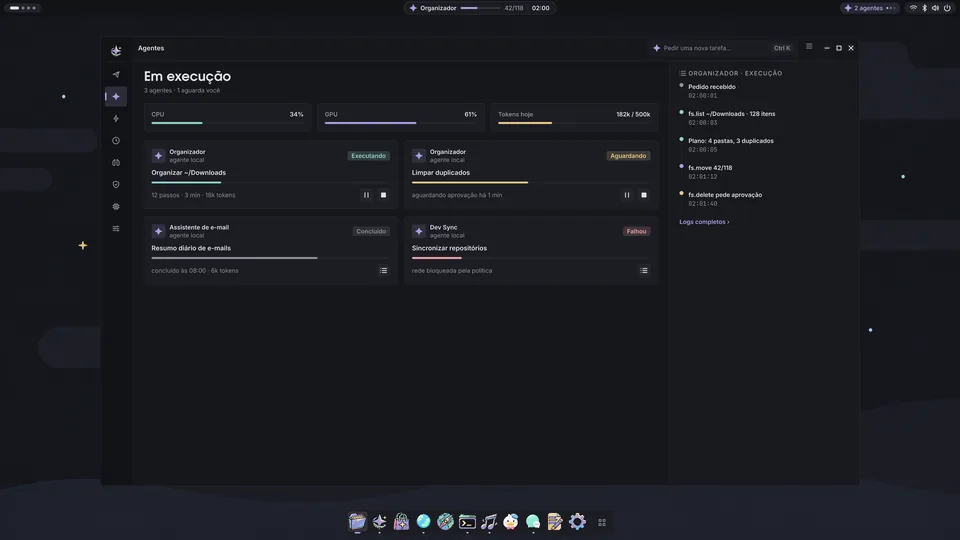 Organizador 42/118 02:00
2 agentes
Agentes
Pedir uma nova tarefa... Ctrl K
Em execução
3 agentes · 1 aguarda você
CPU 34%
GPU 61%
Tokens hoje 182k / 500k
Organizador
agente local
Executando
Organizar ~/Downloads
12 passos · 3 min · 18k tokens
Organizador
agente local
Aguardando
Limpar duplicados
aguardando aprovação há 1 min
Assistente de e-mail
agente local
Concluído
Resumo diário de e-mails
concluído às 08:00 · 6k tokens
Dev Sync
agente local
Falhou
Sincronizar repositórios
rede bloqueada pela política
ORGANIZADOR · EXECUÇÃO
Pedido recebido
02:00:01
fs.list ~/Downloads · 128 itens
02:00:03
Plano: 4 pastas, 3 duplicados
02:00:05
fs.move 42/118
02:01:12
fs.delete pede aprovação
02:01:40
Logs completos ›